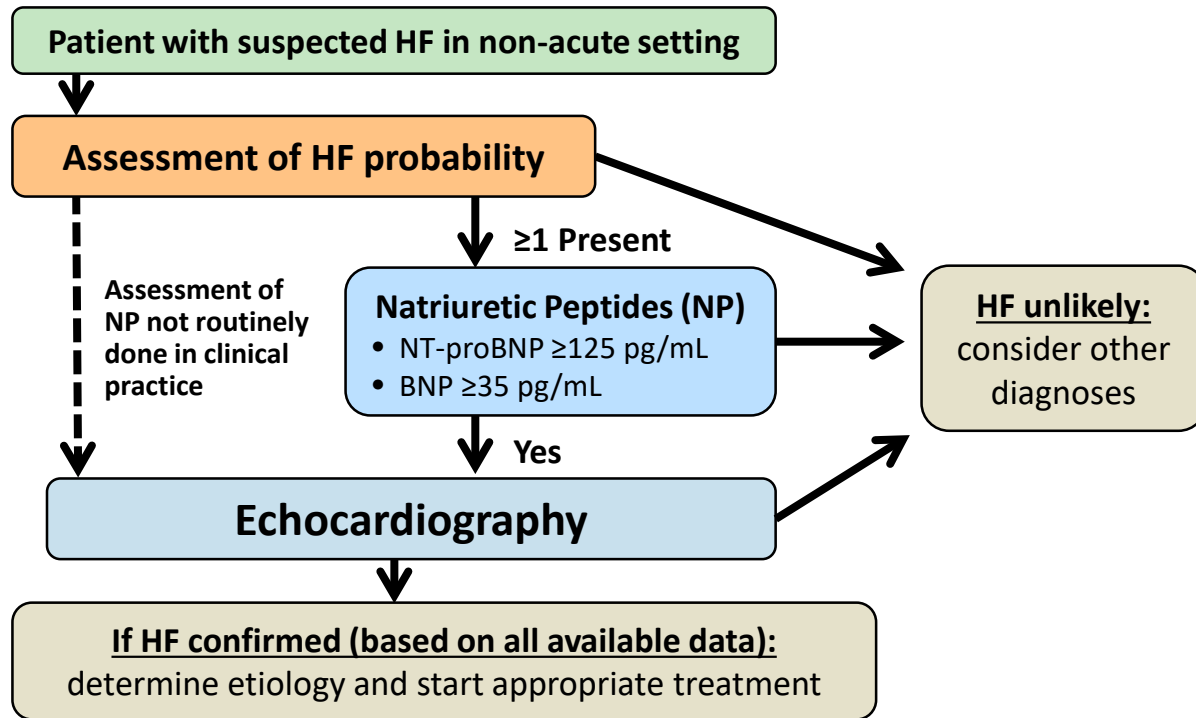 Patient with suspected HF in non-acute setting
Assessment of HF probability
≥1 Present
Assessment of
NP not routinely
done in clinical
practice
Natriuretic Peptides (NP)
• NT-proBNP ≥125 pg/mL
• BNP ≥35 pg/mL
HF unlikely:
consider other
diagnoses
Yes
Echocardiography
If HF confirmed (based on all available data):
determine etiology and start appropriate treatment